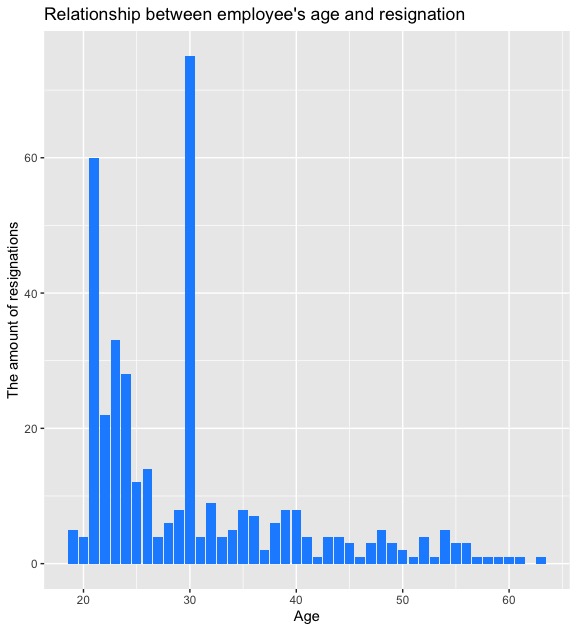 Relationship between employee's age and resignation
The amount of resignations
60
40
20
0
20 30 40 50 60
Age